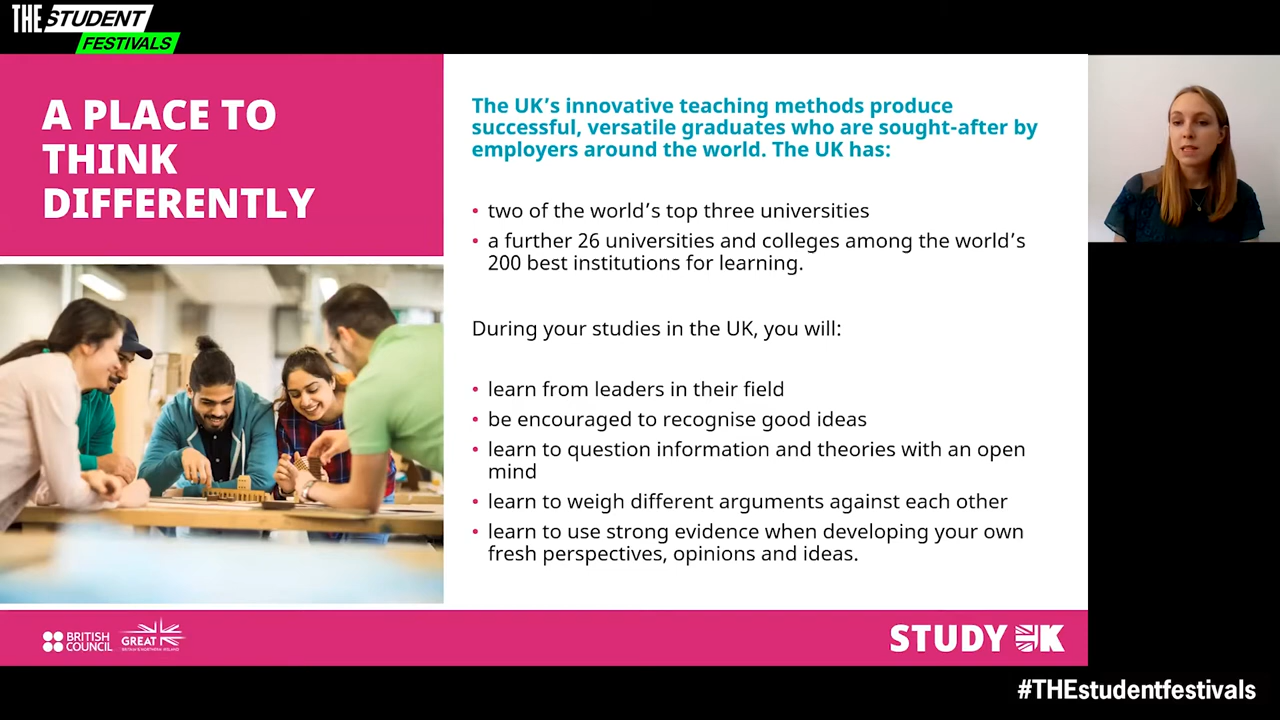 THE STUDENT
FESTIVALS
A PLACE TO
THINK
DIFFERENTLY
The UK’s innovative teaching methods produce
successful, versatile graduates who are sought-after by
employers around the world. The UK has:
• two of the world’s top three universities
• a further 26 universities and colleges among the world’s
200 best institutions for learning.
During your studies in the UK, you will:
• learn from leaders in their field
• be encouraged to recognise good ideas
• learn to question information and theories with an open
mind
• learn to weigh different arguments against each other
• learn to use strong evidence when developing your own
fresh perspectives, opinions and ideas.
BRITISH
COUNCIL
GREAT
BRITAIN & NORTHERN IRELAND
STUDY UK
#THEstudentfestivals